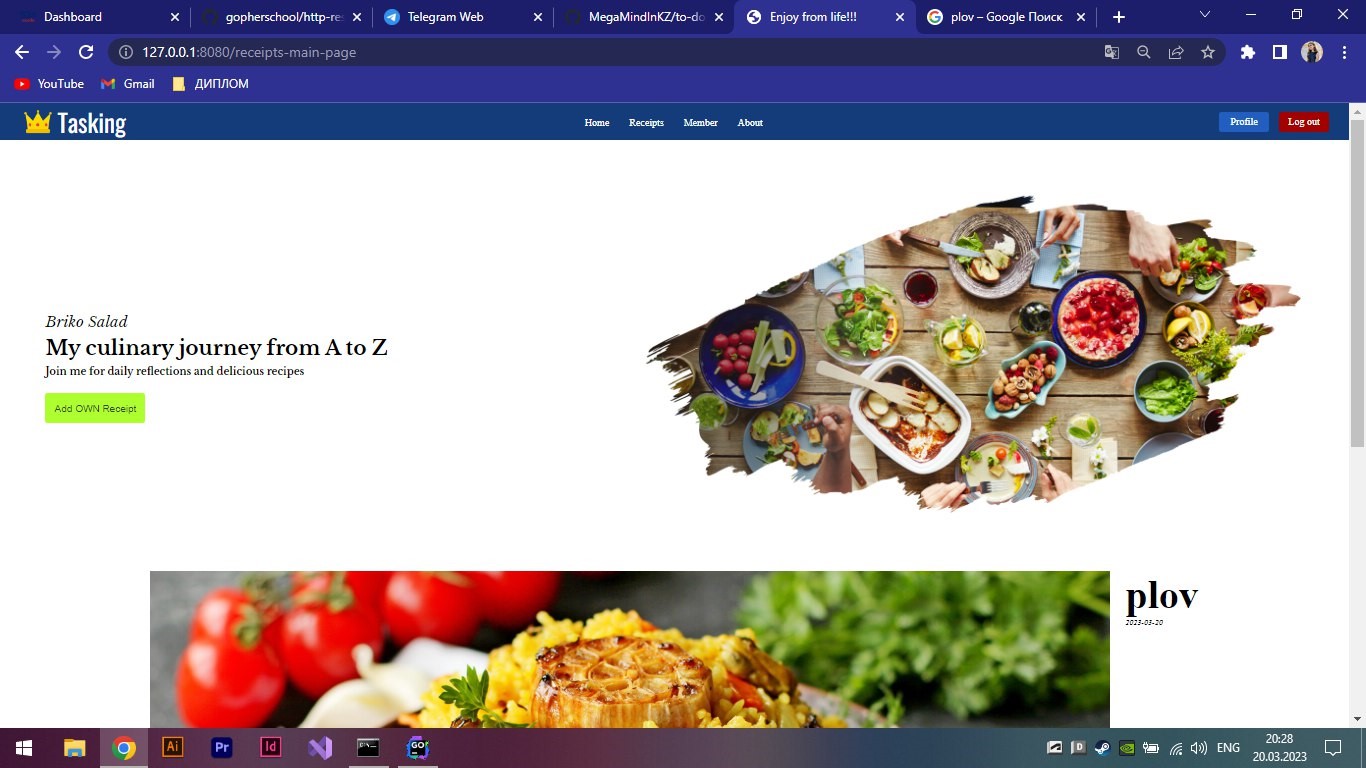 Dashboard
gopherschool/http-res
Telegram Web
MegaMindInKZ/to-do
Enjoy from life!!!
plov – Google Поиск
127.0.0.1:8080/receipts-main-page
YouTube
Gmail
ДИПЛОМ
Tasking
Home
Receipts
Member
About
Profile
Log out
Briko Salad
My culinary journey from A to Z
Join me for daily reflections and delicious recipes
Add OWN Receipt
plov
2023-03-20
Ai
Pr
Id
GO
ENG
20:28
20.03.2023